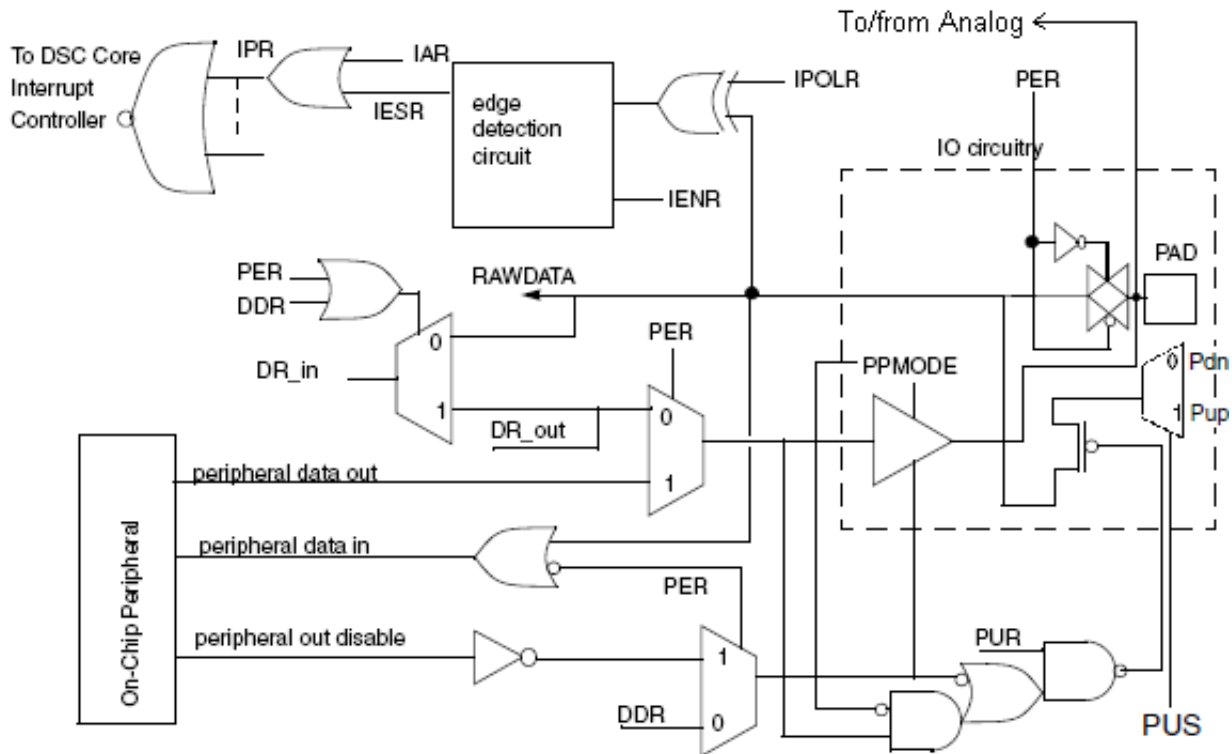 To/from Analog
To DSC Core
Interrupt
Controller
IPR
IAR
IESR
edge
detection
circuit
IPOLR
IENR
PER
IO circuitry
PAD
PER
DDR
RAWDATA
0
1
DR_in
DR_out
PER
0
1
PPMODE
0
Pdn
1
Pup
On-Chip Peripheral
peripheral data out
peripheral data in
peripheral out disable
PER
1
0
DDR
PUR
PUS